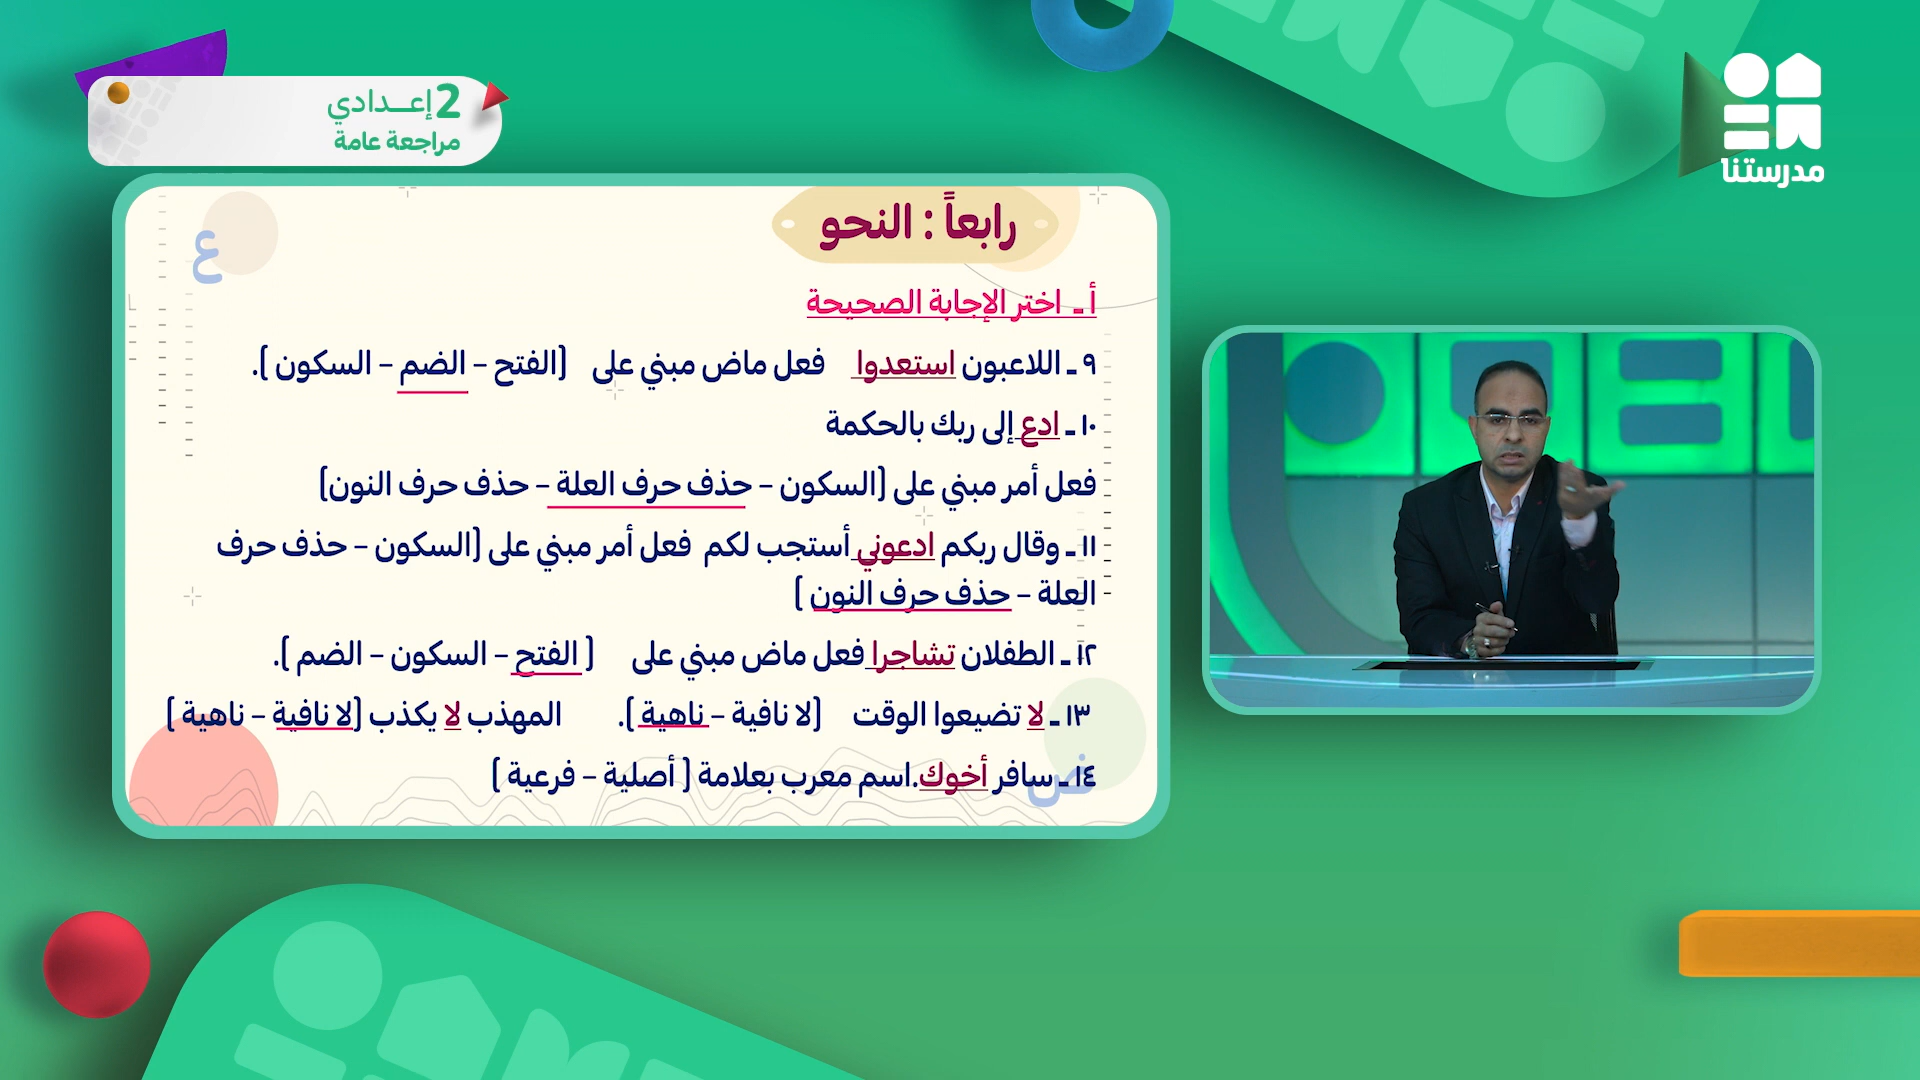 2 إعـدادي
مراجعة عامة
مدرستنا
رابعاً : النحو
أ ـ اختر الإجابة الصحيحة
٩ ـ اللاعبون استعدوا فعل ماض مبني على (الفتح – الضم – السكون ).
١٠ ـ ادع إلى ربك بالحكمة
فعل أمر مبني على (السكون – حذف حرف العلة – حذف حرف النون)
١١ ـ وقال ربكم ادعوني أستجب لكم فعل أمر مبني على (السكون – حذف حرف
العلة – حذف حرف النون )
١٢ ـ الطفلان تشاجرا فعل ماض مبني على ( الفتح – السكون – الضم ).
١٣ ـ لا تضيعوا الوقت (لا نافية – ناهية ). المهذب لا يكذب (لا نافية – ناهية )
١٤ ـ سافر أخوك.اسم معرب بعلامة ( أصلية – فرعية )
ع
ض